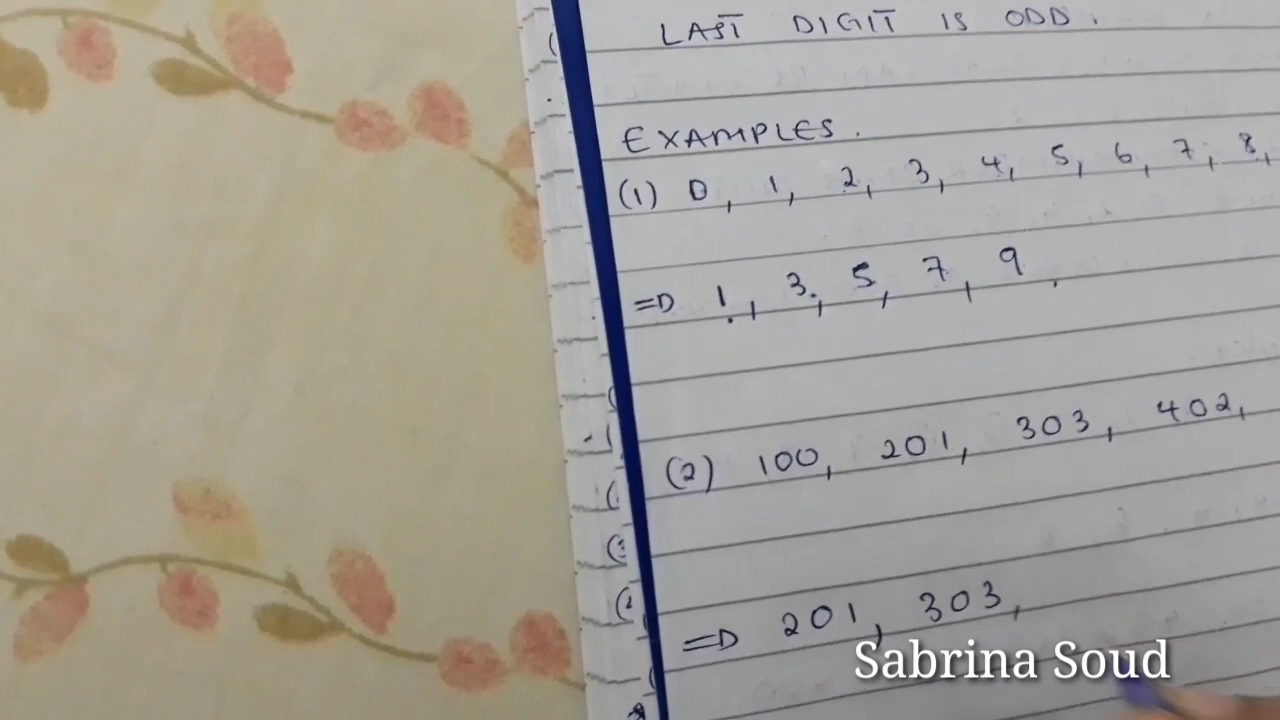 LAST DIGIT IS ODD.
EXAMPLES.
(1) 0, 1, 2, 3, 4, 5, 6, 7, 8,
⇒ 1, 3, 5, 7, 9.
(2) 100, 201, 303, 402,
⇒ 201, 303,
Sabrina Soud